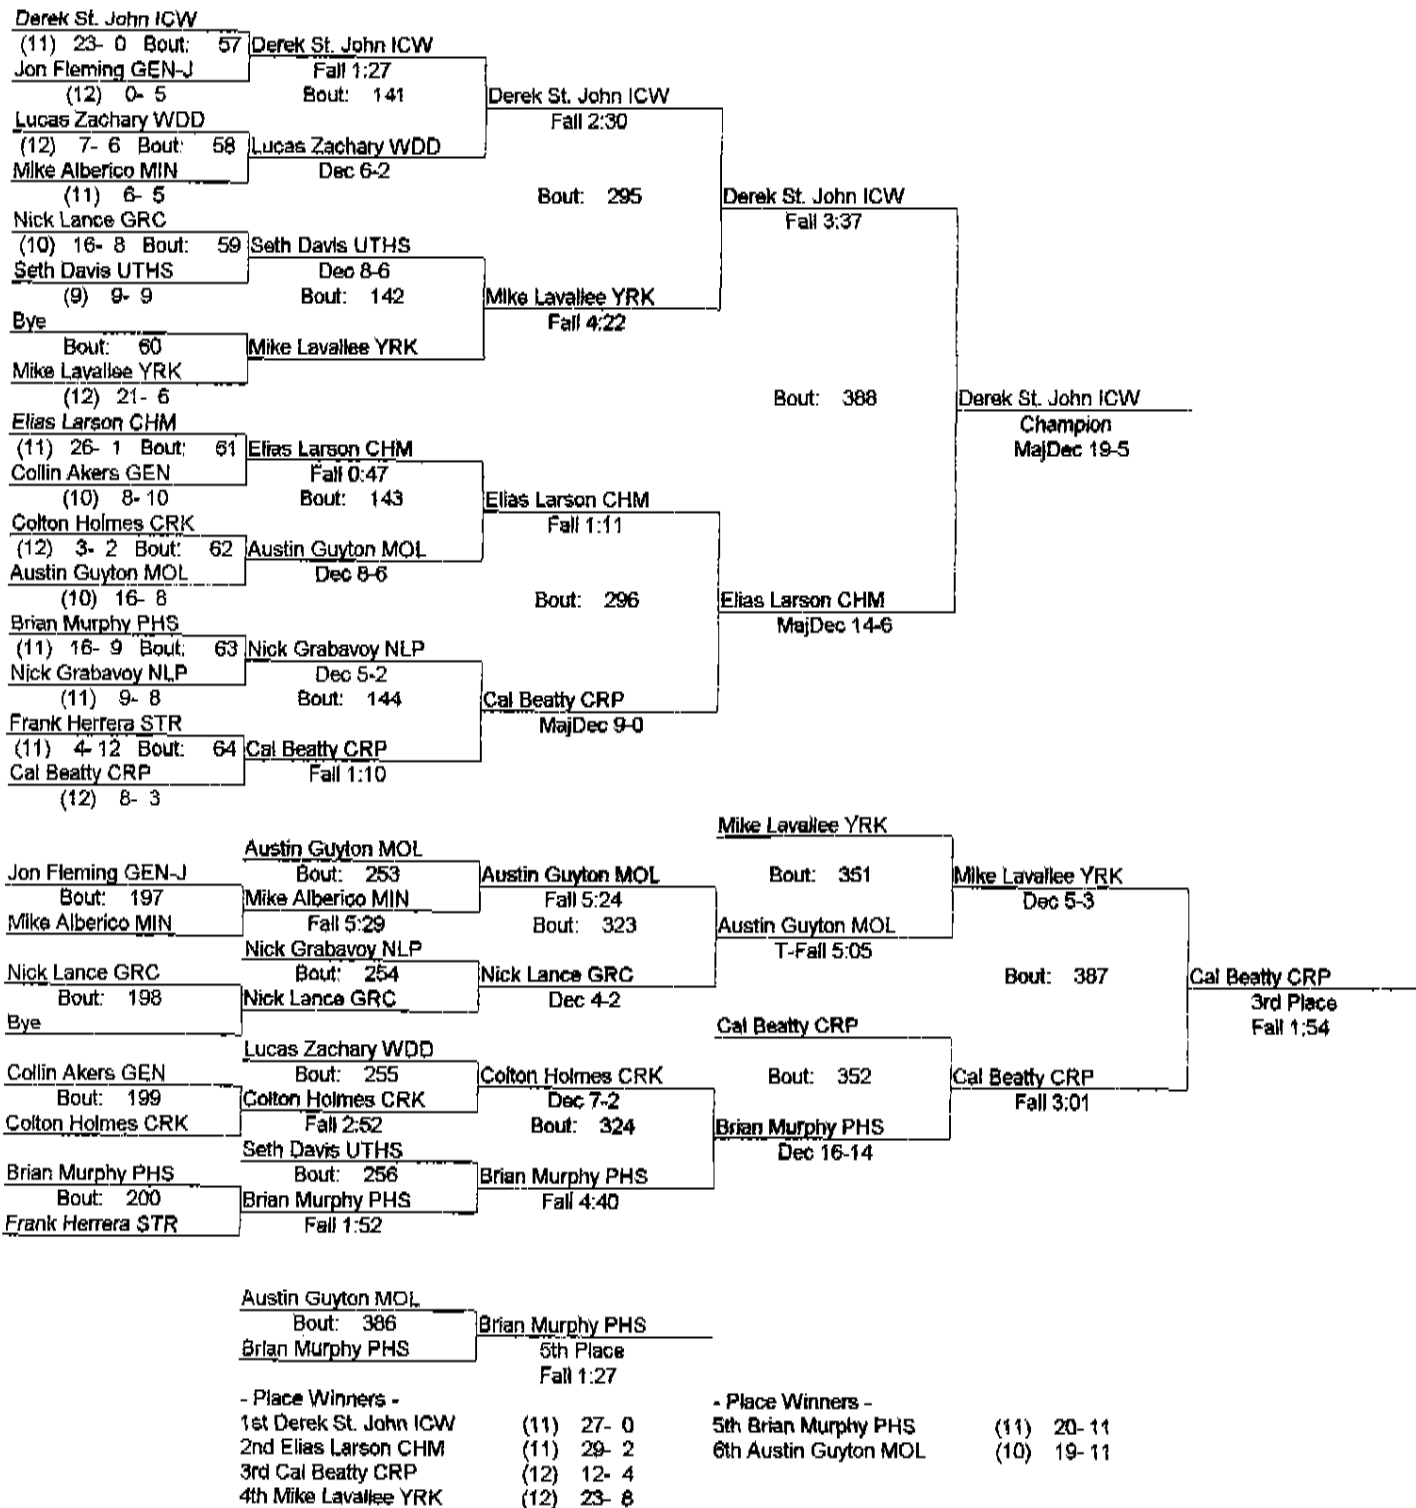 Derek St. John ICW
(11) 23- 0 Bout: 57 Derek St. John ICW
Jon Fleming GEN-J Fall 1:27
(12) 0- 5 Bout: 141 Derek St. John ICW
Lucas Zachary WDD Fall 2:30
(12) 7- 6 Bout: 58 Lucas Zachary WDD
Mike Alberico MIN Dec 6-2
(11) 6- 5 Bout: 295 Derek St. John ICW
Nick Lance GRC Fall 3:37
(10) 16- 8 Bout: 59 Seth Davis UTHS
Seth Davis UTHS Dec 8-6
(9) 9- 9 Bout: 142 Mike Lavallee YRK
Bye Fall 4:22
Bout: 60 Mike Lavallee YRK
Mike Lavallee YRK
(12) 21- 6 Bout: 388 Derek St. John ICW
Elias Larson CHM Champion
(11) 26- 1 Bout: 61 Elias Larson CHM MajDec 19-5
Collin Akers GEN Fall 0:47
(10) 8- 10 Bout: 143 Elias Larson CHM
Colton Holmes CRK Fall 1:11
(12) 3- 2 Bout: 62 Austin Guyton MOL
Austin Guyton MOL Dec 8-6
(10) 16- 8 Bout: 296 Elias Larson CHM
Brian Murphy PHS MajDec 14-6
(11) 16- 9 Bout: 63 Nick Grabavoy NLP
Nick Grabavoy NLP Dec 5-2
(11) 9- 8 Bout: 144 Cal Beatty CRP
Frank Herrera STR MajDec 9-0
(11) 4- 12 Bout: 64 Cal Beatty CRP
Cal Beatty CRP Fall 1:10
(12) 8- 3
Mike Lavallee YRK
Austin Guyton MOL
Jon Fleming GEN-J Bout: 253 Austin Guyton MOL Bout: 351 Mike Lavallee YRK
Bout: 197 Mike Alberico MIN Fall 5:24 Dec 5-3
Mike Alberico MIN Fall 5:29 Bout: 323 Austin Guyton MOL
Nick Grabavoy NLP T-Fall 5:05
Nick Lance GRC Bout: 254 Nick Lance GRC Bout: 387 Cal Beatty CRP
Bout: 198 Nick Lance GRC Dec 4-2 3rd Place
Bye Cal Beatty CRP Fall 1:54
Lucas Zachary WDD
Collin Akers GEN Bout: 255 Colton Holmes CRK Bout: 352 Cal Beatty CRP
Bout: 199 Colton Holmes CRK Dec 7-2 Fall 3:01
Colton Holmes CRK Fall 2:52 Bout: 324 Brian Murphy PHS
Seth Davis UTHS Dec 16-14
Brian Murphy PHS Bout: 256 Brian Murphy PHS
Bout: 200 Brian Murphy PHS Fall 4:40
Frank Herrera STR Fall 1:52
Austin Guyton MOL
Bout: 386 Brian Murphy PHS
Brian Murphy PHS 5th Place
Fall 1:27
- Place Winners - - Place Winners -
1st Derek St. John ICW (11) 27- 0 5th Brian Murphy PHS (11) 20- 11
2nd Elias Larson CHM (11) 29- 2 6th Austin Guyton MOL (10) 19- 11
3rd Cal Beatty CRP (12) 12- 4
4th Mike Lavallee YRK (12) 23- 8